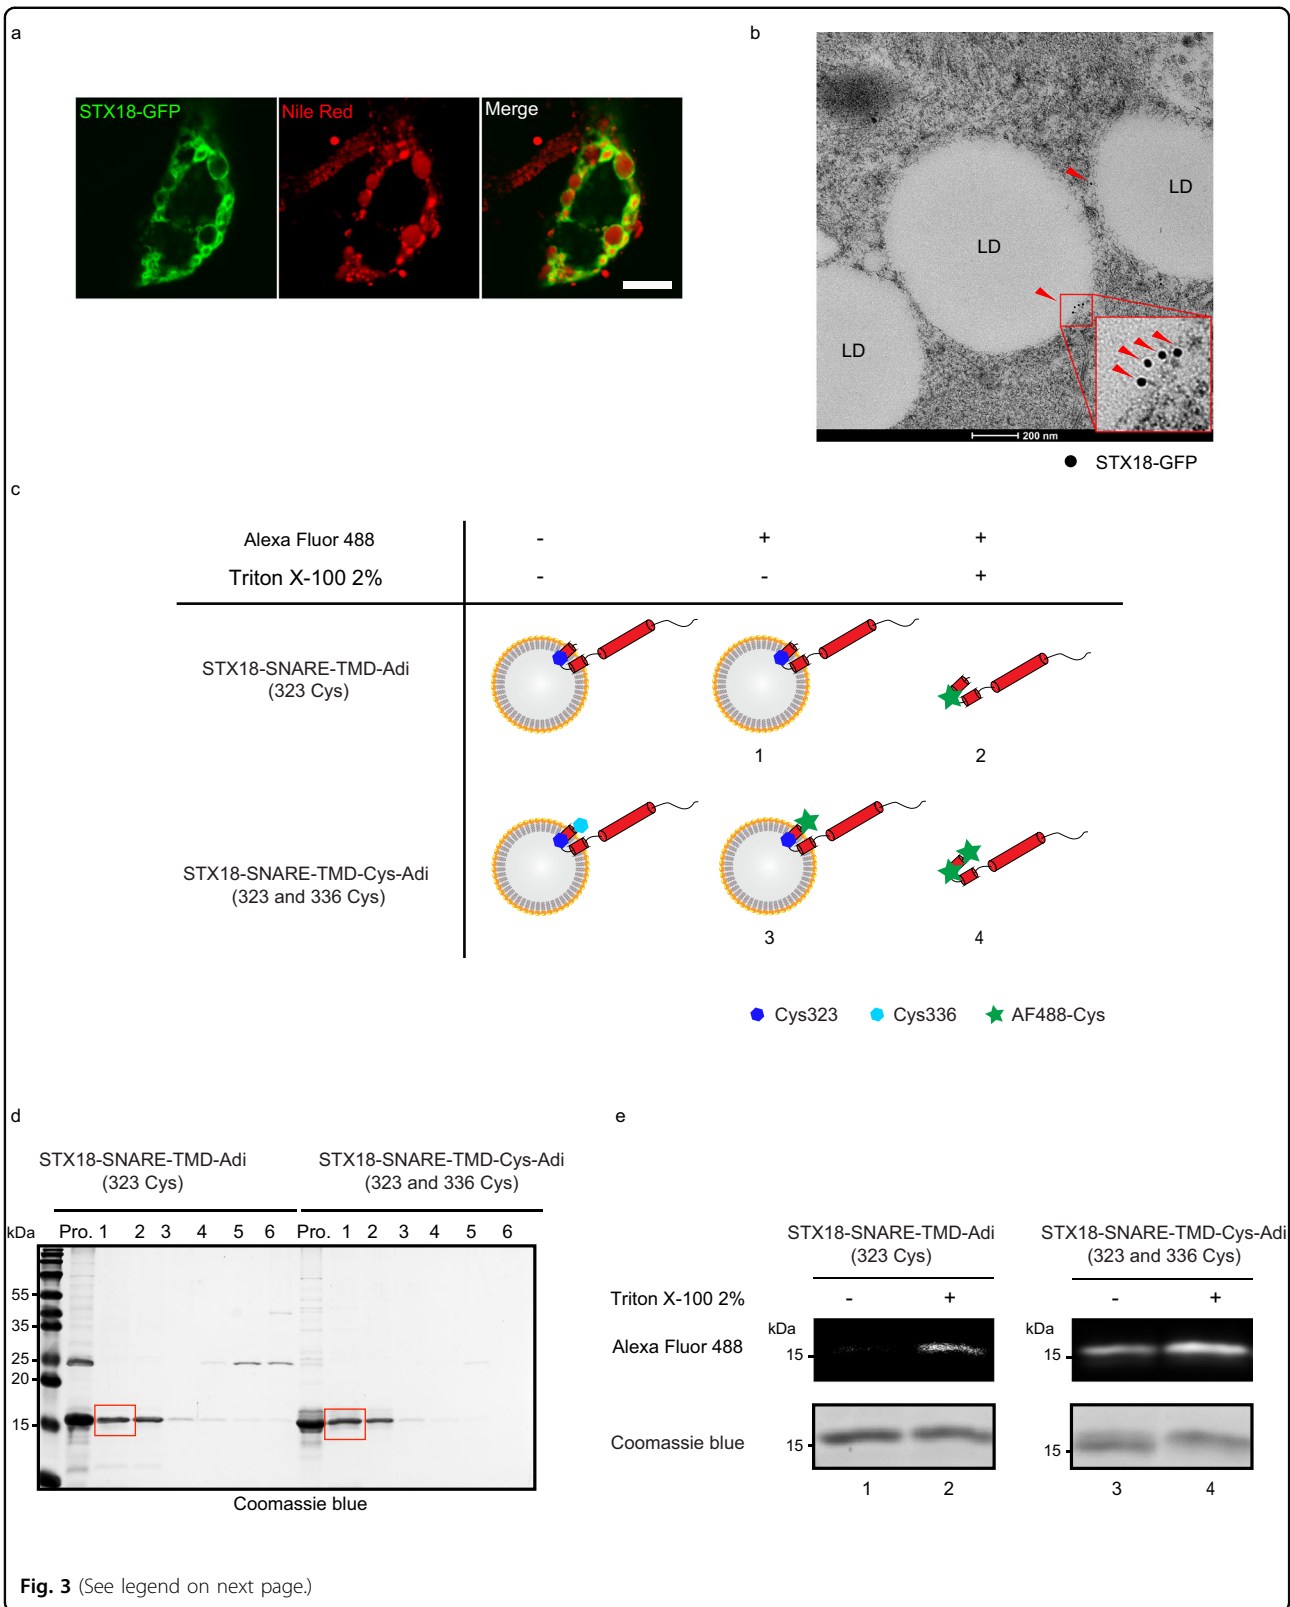 a
STX18-GFP
Nile Red
Merge
b
LD
LD
LD
200 nm
STX18-GFP
c
Alexa Fluor 488 - + +
Triton X-100 2% - - +
STX18-SNARE-TMD-Adi
(323 Cys)
1 2
STX18-SNARE-TMD-Cys-Adi
(323 and 336 Cys)
3 4
Cys323 Cys336 AF488-Cys
d
STX18-SNARE-TMD-Adi
(323 Cys)
STX18-SNARE-TMD-Cys-Adi
(323 and 336 Cys)
kDa Pro. 1 2 3 4 5 6 Pro. 1 2 3 4 5 6
55
35
25
20
15
Coomassie blue
e
STX18-SNARE-TMD-Adi
(323 Cys)
STX18-SNARE-TMD-Cys-Adi
(323 and 336 Cys)
Triton X-100 2% - + - +
kDa
kDa
Alexa Fluor 488
15
15
Coomassie blue
15
15
1 2 3 4
Fig. 3 (See legend on next page.)